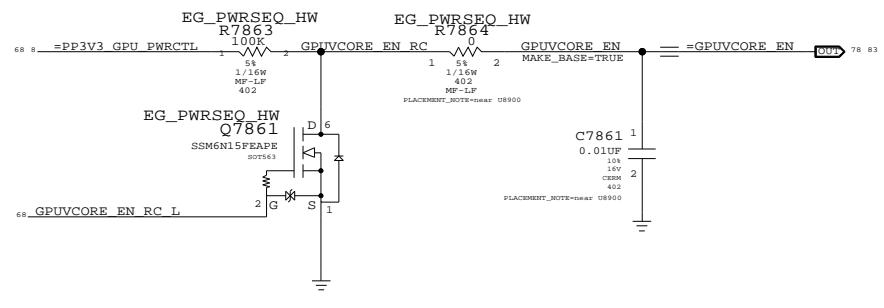 EG_PWRSEQ_HW
R7863
100K
68 8 =PP3V3_GPU_PWRCTL
1 2
5%
1/16W
MF-LF
402
GPUVCORE_EN_RC
EG_PWRSEQ_HW
R7864
0
1 2
5%
1/16W
MF-LF
402
PLACEMENT_NOTE=near U8900
GPUVCORE_EN
MAKE_BASE=TRUE
=GPUVCORE_EN
OUT 78 83
EG_PWRSEQ_HW
Q7861
SSM6N15FEAPE
SOT563
D 6
2 G S 1
68 GPUVCORE_EN_RC_L
C7861
0.01UF
10%
16V
CERM
402
1
2
PLACEMENT_NOTE=near U8900